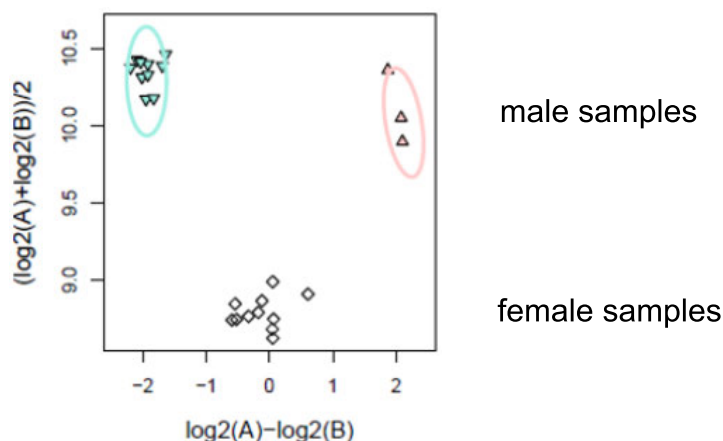 (log2(A)+log2(B))/2
10.5
10.0
9.5
9.0
−2
−1
0
1
2
log2(A)−log2(B)
male samples
female samples